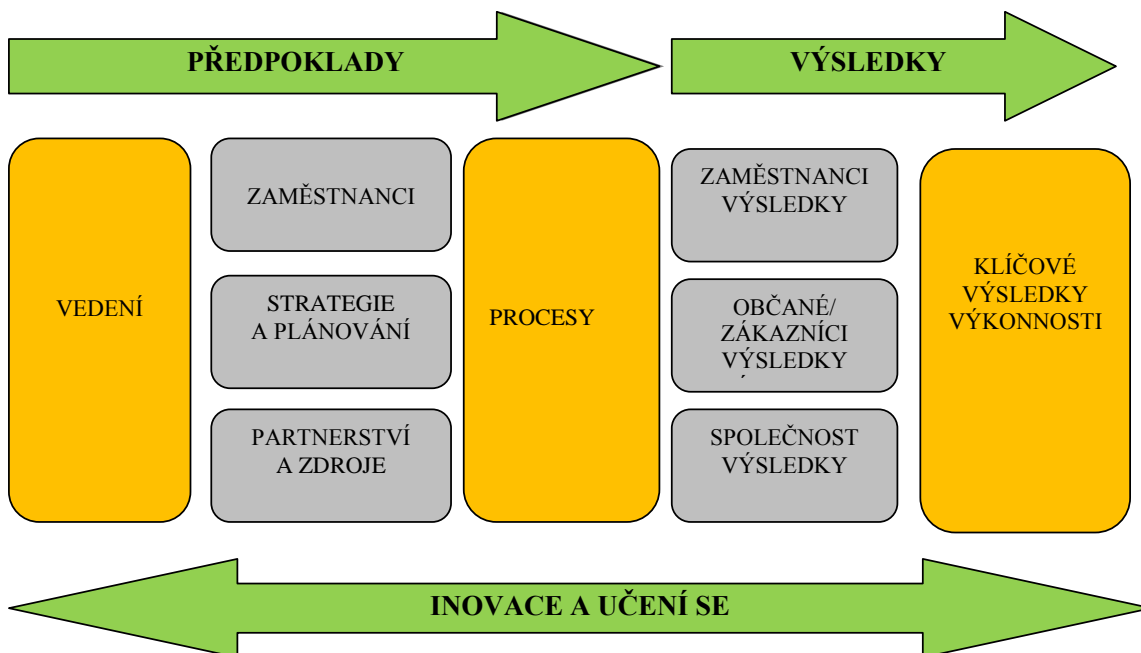 PŘEDPOKLADY
VÝSLEDKY
VEDENÍ
ZAMĚSTNANCI
STRATEGIE
A PLÁNOVÁNÍ
PARTNERSTVÍ
A ZDROJE
PROCESY
ZAMĚSTNANCI
VÝSLEDKY
OBČANÉ/
ZÁKAZNÍCI
VÝSLEDKY
SPOLEČNOST
VÝSLEDKY
KLÍČOVÉ
VÝSLEDKY
VÝKONNOSTI
INOVACE A UČENÍ SE